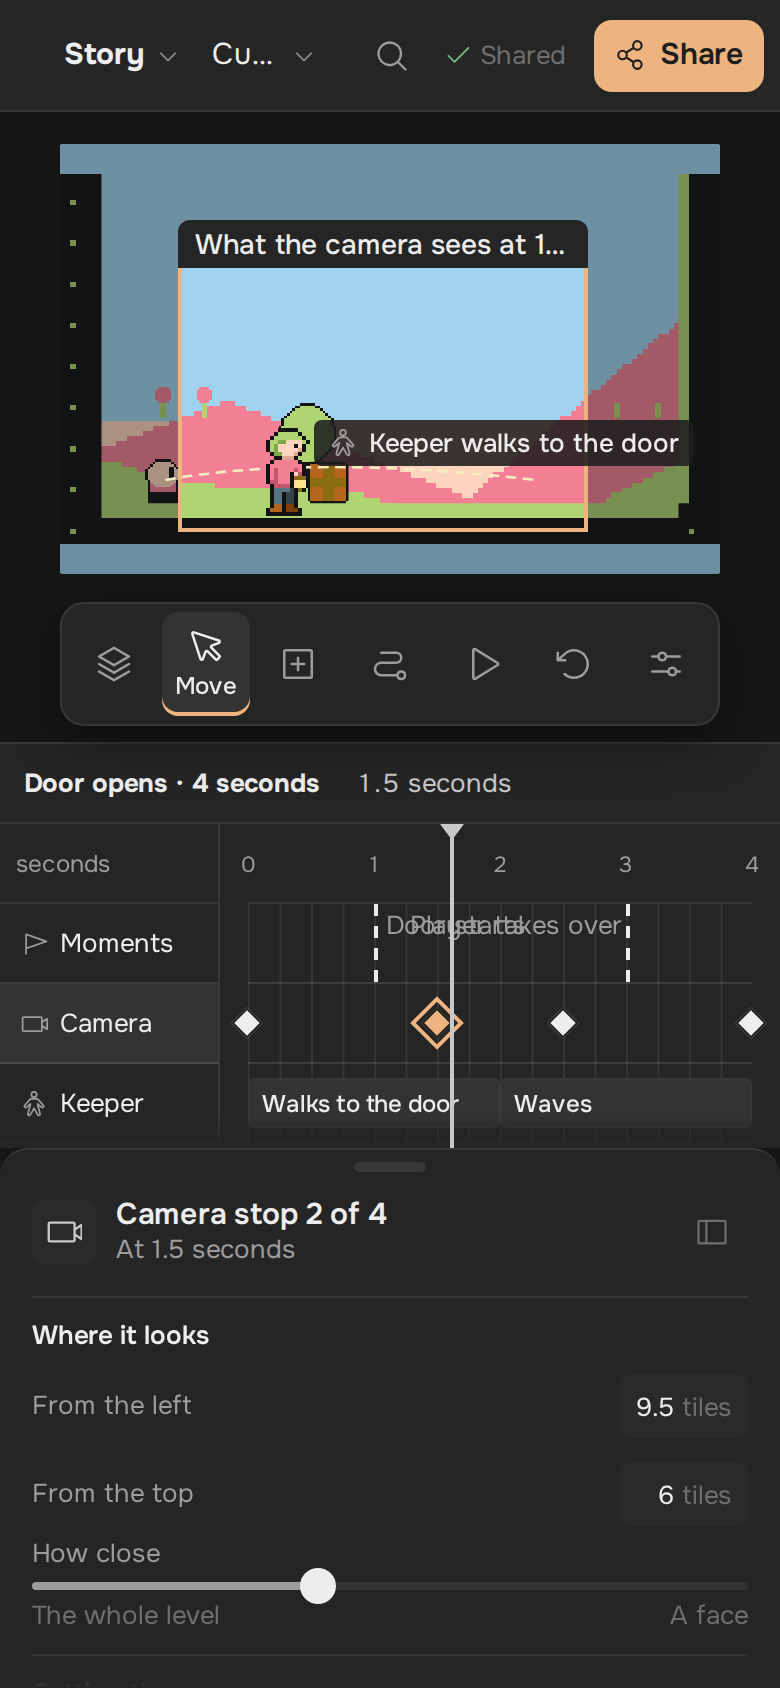 Story
Cu...
Shared
Share
What the camera sees at 1...
Keeper walks to the door
Move
Door opens · 4 seconds
1.5 seconds
seconds
0
1
2
3
4
Moments
takes over
Camera
Keeper
Walks to the door
Waves
Camera stop 2 of 4
At 1.5 seconds
Where it looks
From the left
9.5 tiles
From the top
6 tiles
How close
The whole level
A face